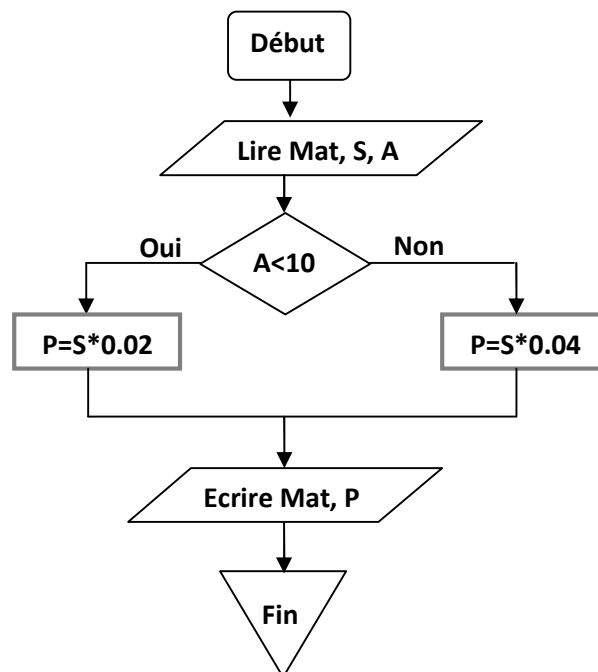 Début
Lire Mat, S, A
Oui
A<10
Non
P=S*0.02
P=S*0.04
Ecrire Mat, P
Fin